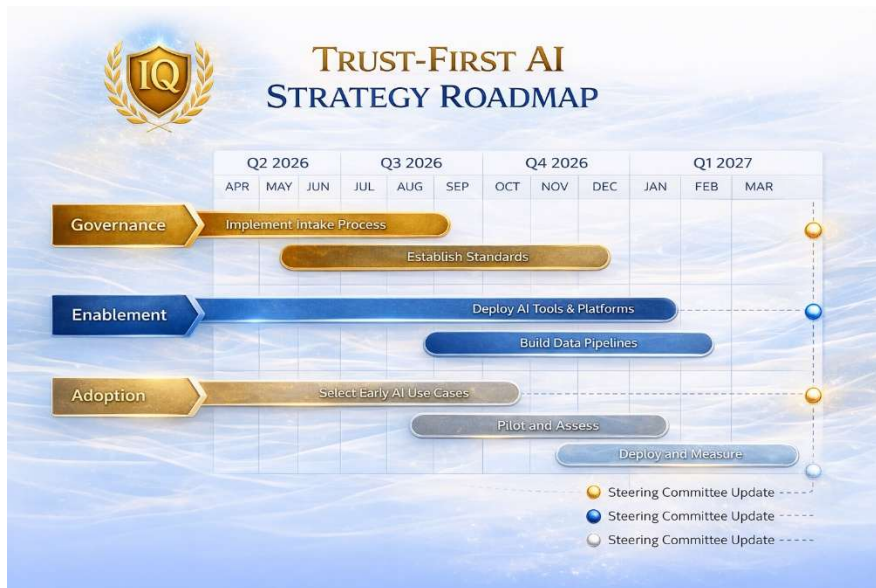 IQ
TRUST-FIRST AI
STRATEGY ROADMAP
Q2 2026 Q3 2026 Q4 2026 Q1 2027
APR MAY JUN JUL AUG SEP OCT NOV DEC JAN FEB MAR
Governance
Implement intake Process
Establish Standards
Enablement
Deploy AI Tools & Platforms
Build Data Pipelines
Adoption
Select Early AI Use Cases
Pilot and Assess
Deploy and Measure
Steering Committee Update
Steering Committee Update
Steering Committee Update